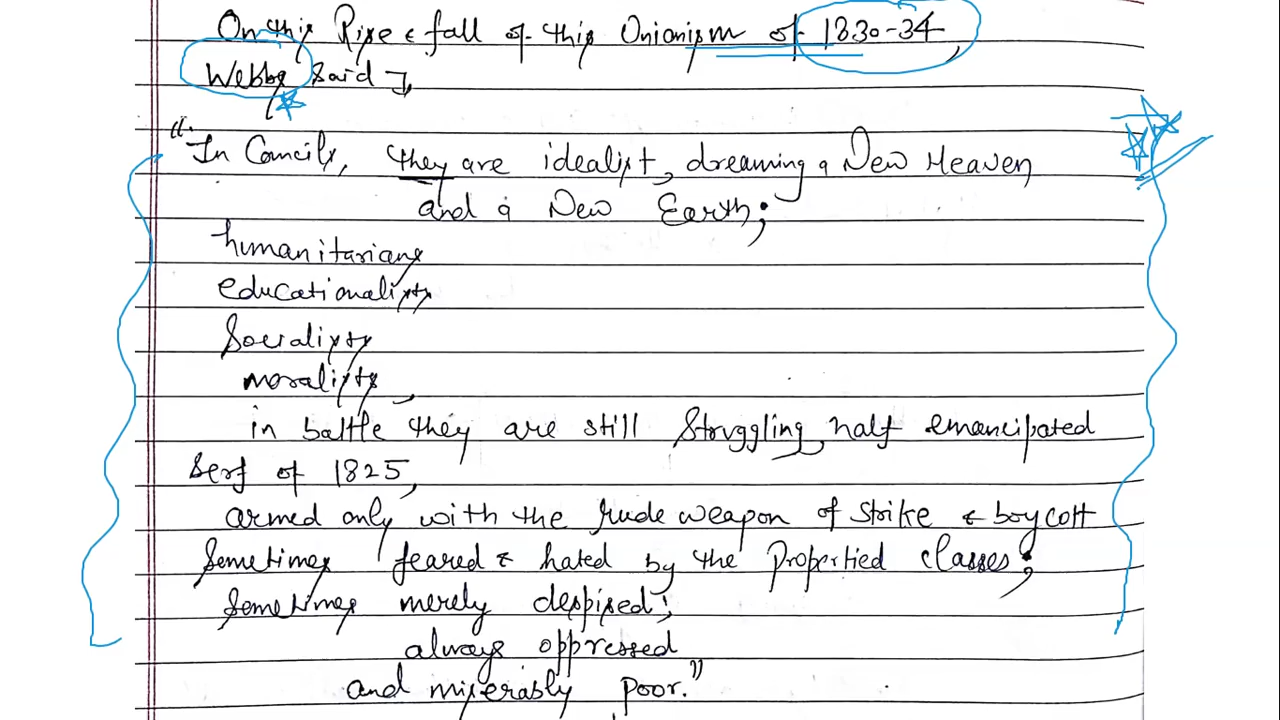 On this Rise & fall of this Unionism of 1830-34,
Webbs said →
"In Councils, they are idealist, dreaming a New Heaven
and a New Earth;
humanitarians
educationalists
Socialists
moralists,
in battle they are still struggling, half emancipated
serf of 1825,
armed only with the rude weapon of strike & boycott
Sometimes feared & hated by the Propertied classes;
Sometimes merely despised;
always oppressed
and miserably poor."